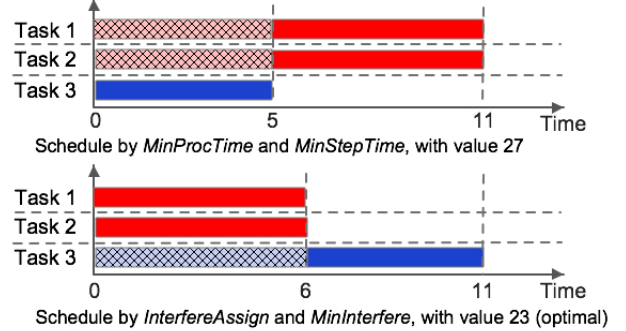 Task 1
Task 2
Task 3
0 5 11 Time
Schedule by MinProcTime and MinStepTime, with value 27
Task 1
Task 2
Task 3
0 6 11 Time
Schedule by InterfereAssign and MinInterfere, with value 23 (optimal)